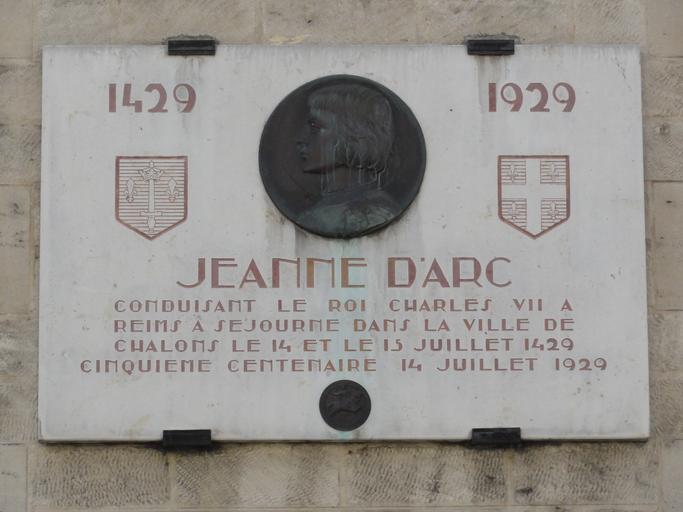 1429 1929
JEANNE D'ARC
CONDUISANT LE ROI CHARLES VII A
REIMS A SEJOURNE DANS LA VILLE DE
CHALONS LE 14 ET LE 15 JUILLET 1429
CINQUIEME CENTENAIRE 14 JUILLET 1929